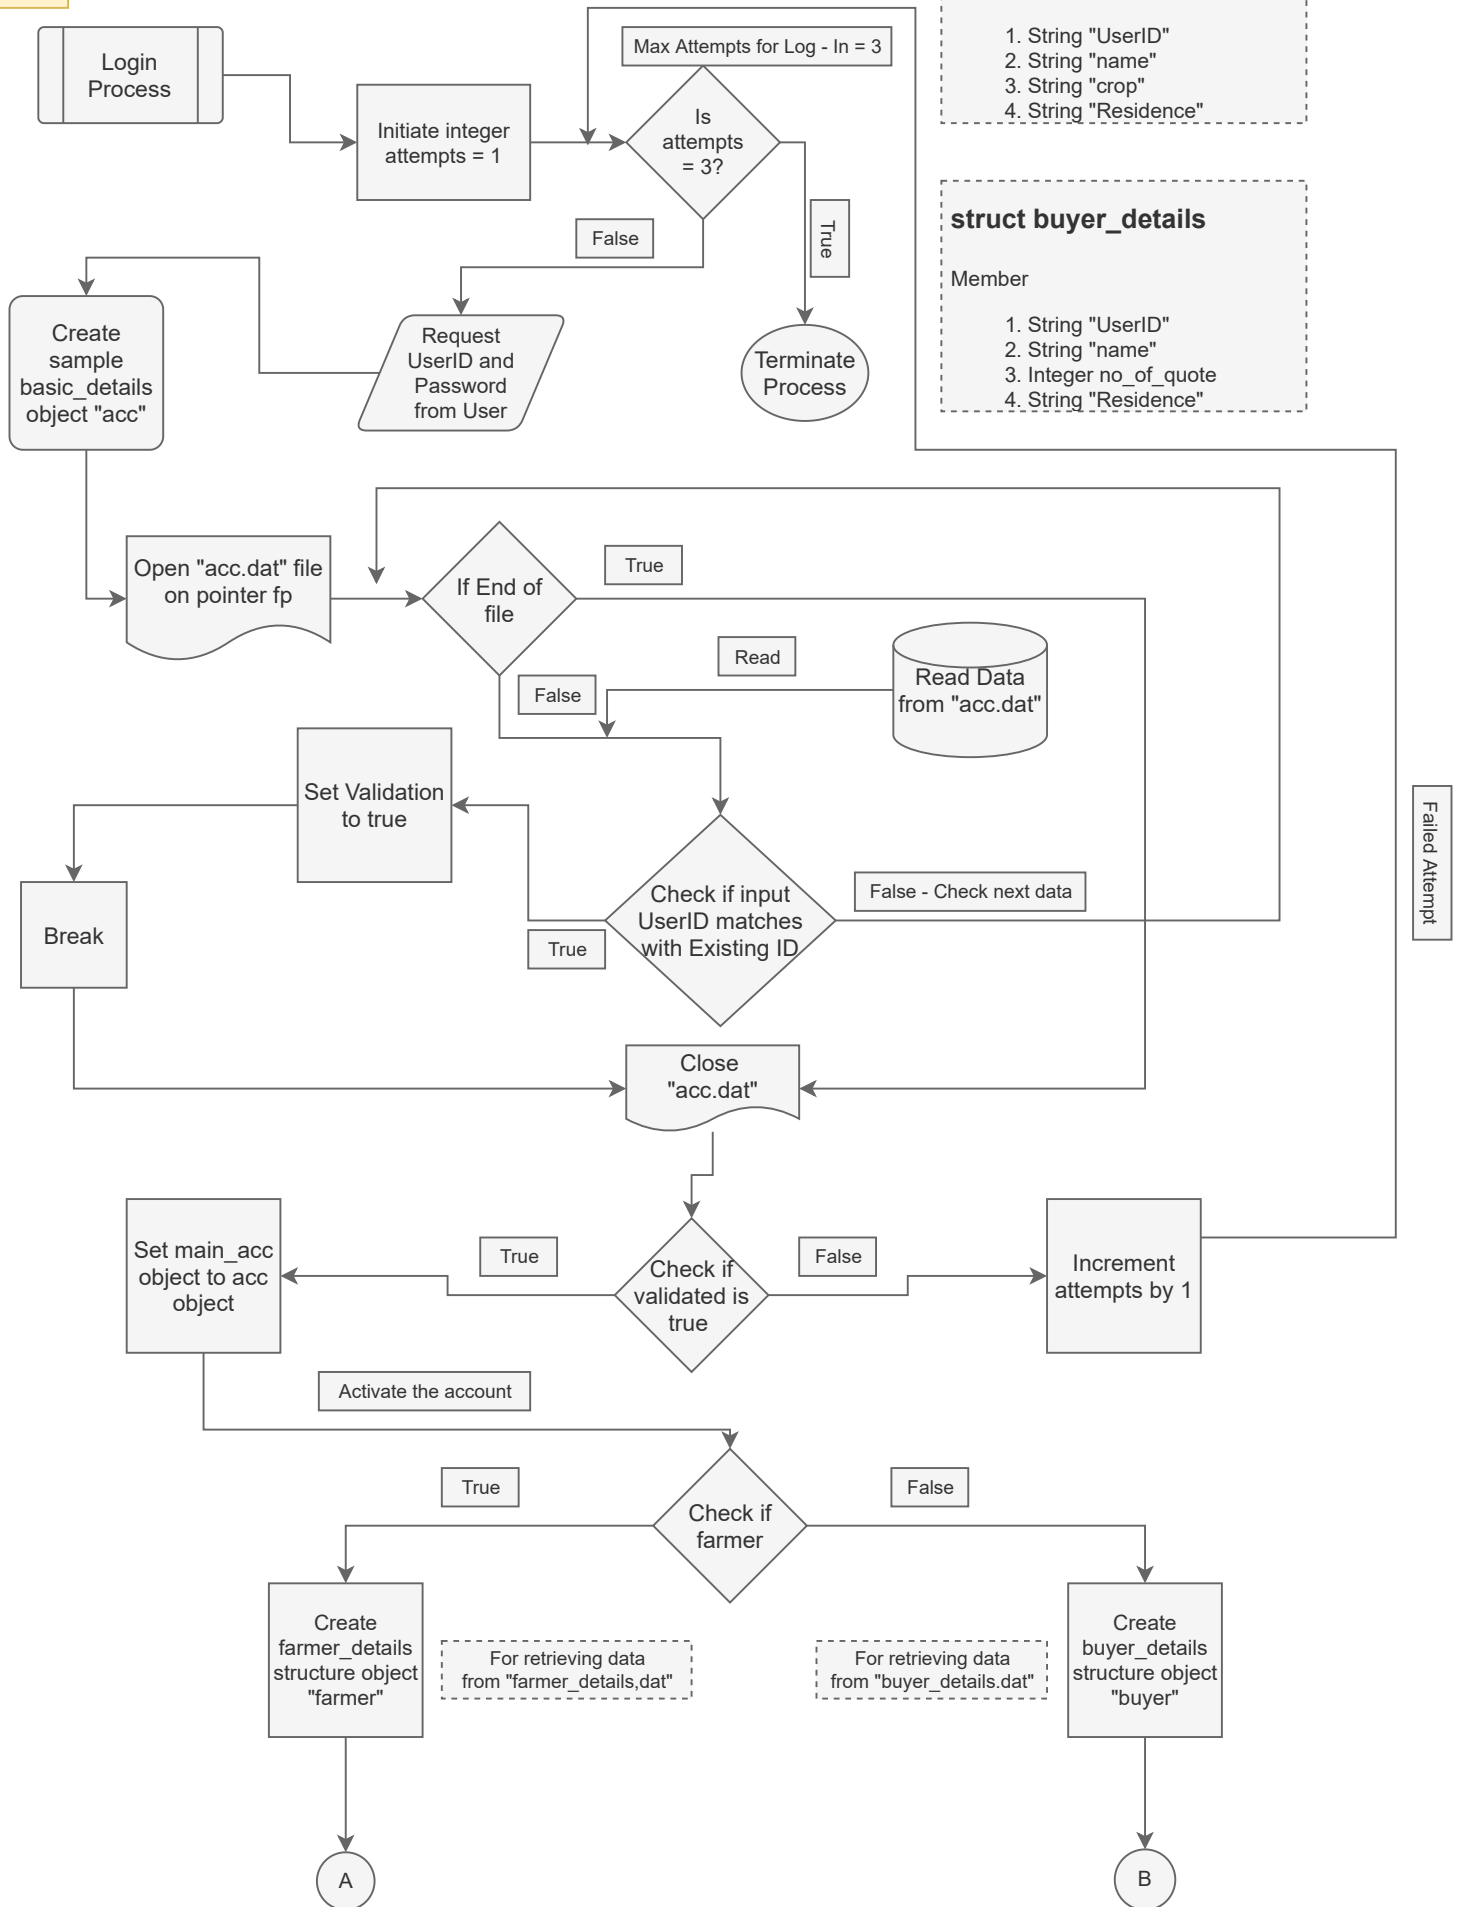 Login
Process
Initiate integer
attempts = 1
Max Attempts for Log - In = 3
Is
attempts
= 3?
1. String "UserID"
2. String "name"
3. String "crop"
4. String "Residence"
False
True
struct buyer_details
Member
1. String "UserID"
2. String "name"
3. Integer no_of_quote
4. String "Residence"
Create
sample
basic_details
object "acc"
Request
UserID and
Password
from User
Terminate
Process
Open "acc.dat" file
on pointer fp
If End of
file
True
Read
Read Data
from "acc.dat"
False
Set Validation
to true
Break
Check if input
UserID matches
with Existing ID
True
False - Check next data
Failed Attempt
Close
"acc.dat"
Set main_acc
object to acc
object
True
Check if
validated is
true
False
Increment
attempts by 1
Activate the account
True
Check if
farmer
False
Create
farmer_details
structure object
"farmer"
For retrieving data
from "farmer_details,dat"
For retrieving data
from "buyer_details.dat"
Create
buyer_details
structure object
"buyer"
A
B